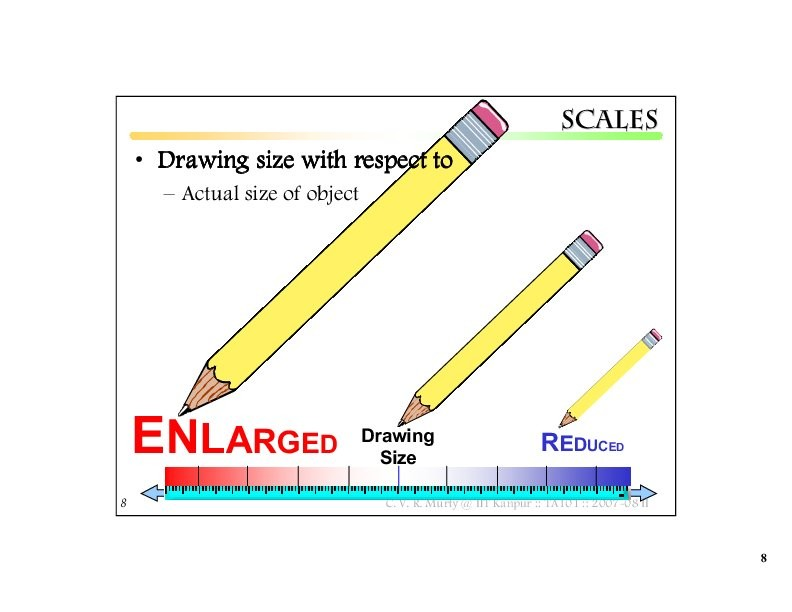 SCALES
• Drawing size with respect to
– Actual size of object
ENLARGED
Drawing
Size
REDUCED
8
C. V. R. Murty @ IIT Kanpur :: TA101 :: 2007-08 II
8